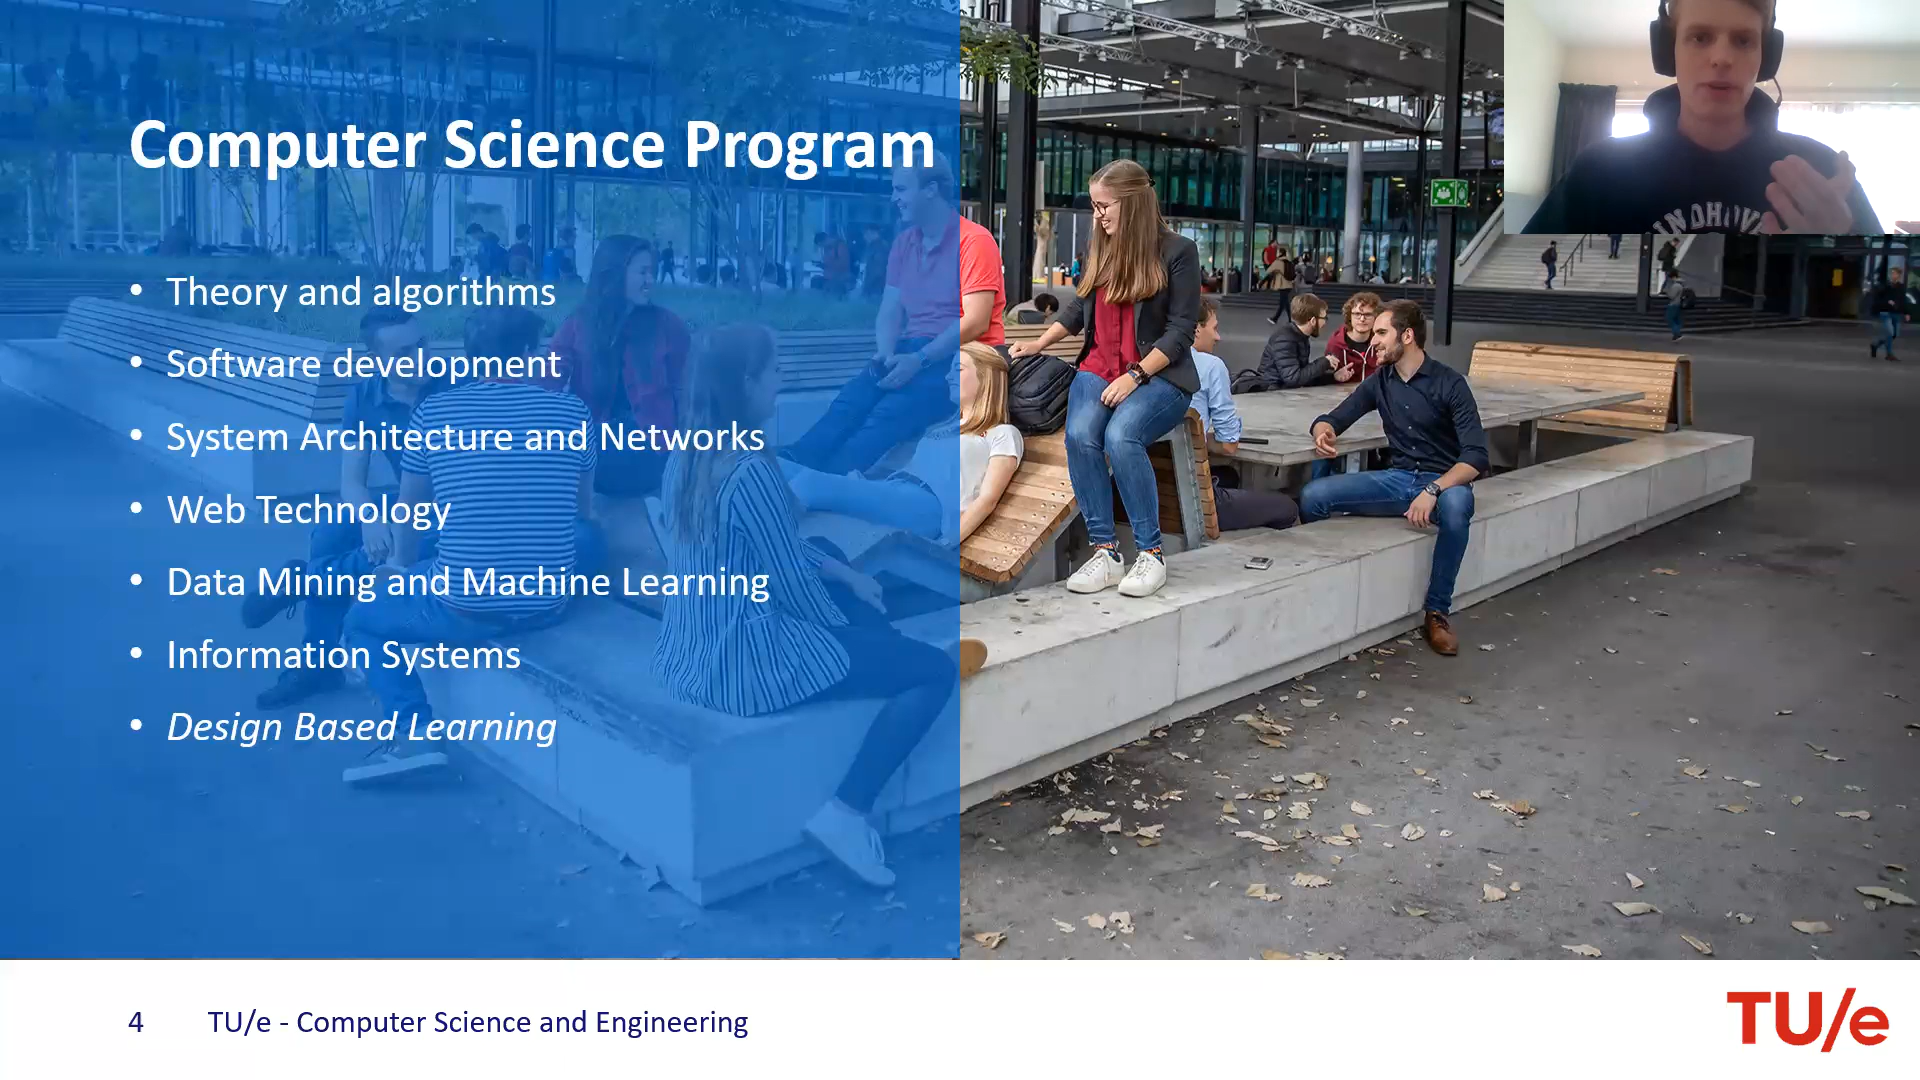 Computer Science Program
• Theory and algorithms
• Software development
• System Architecture and Networks
• Web Technology
• Data Mining and Machine Learning
• Information Systems
• Design Based Learning
4 TU/e - Computer Science and Engineering
TU/e